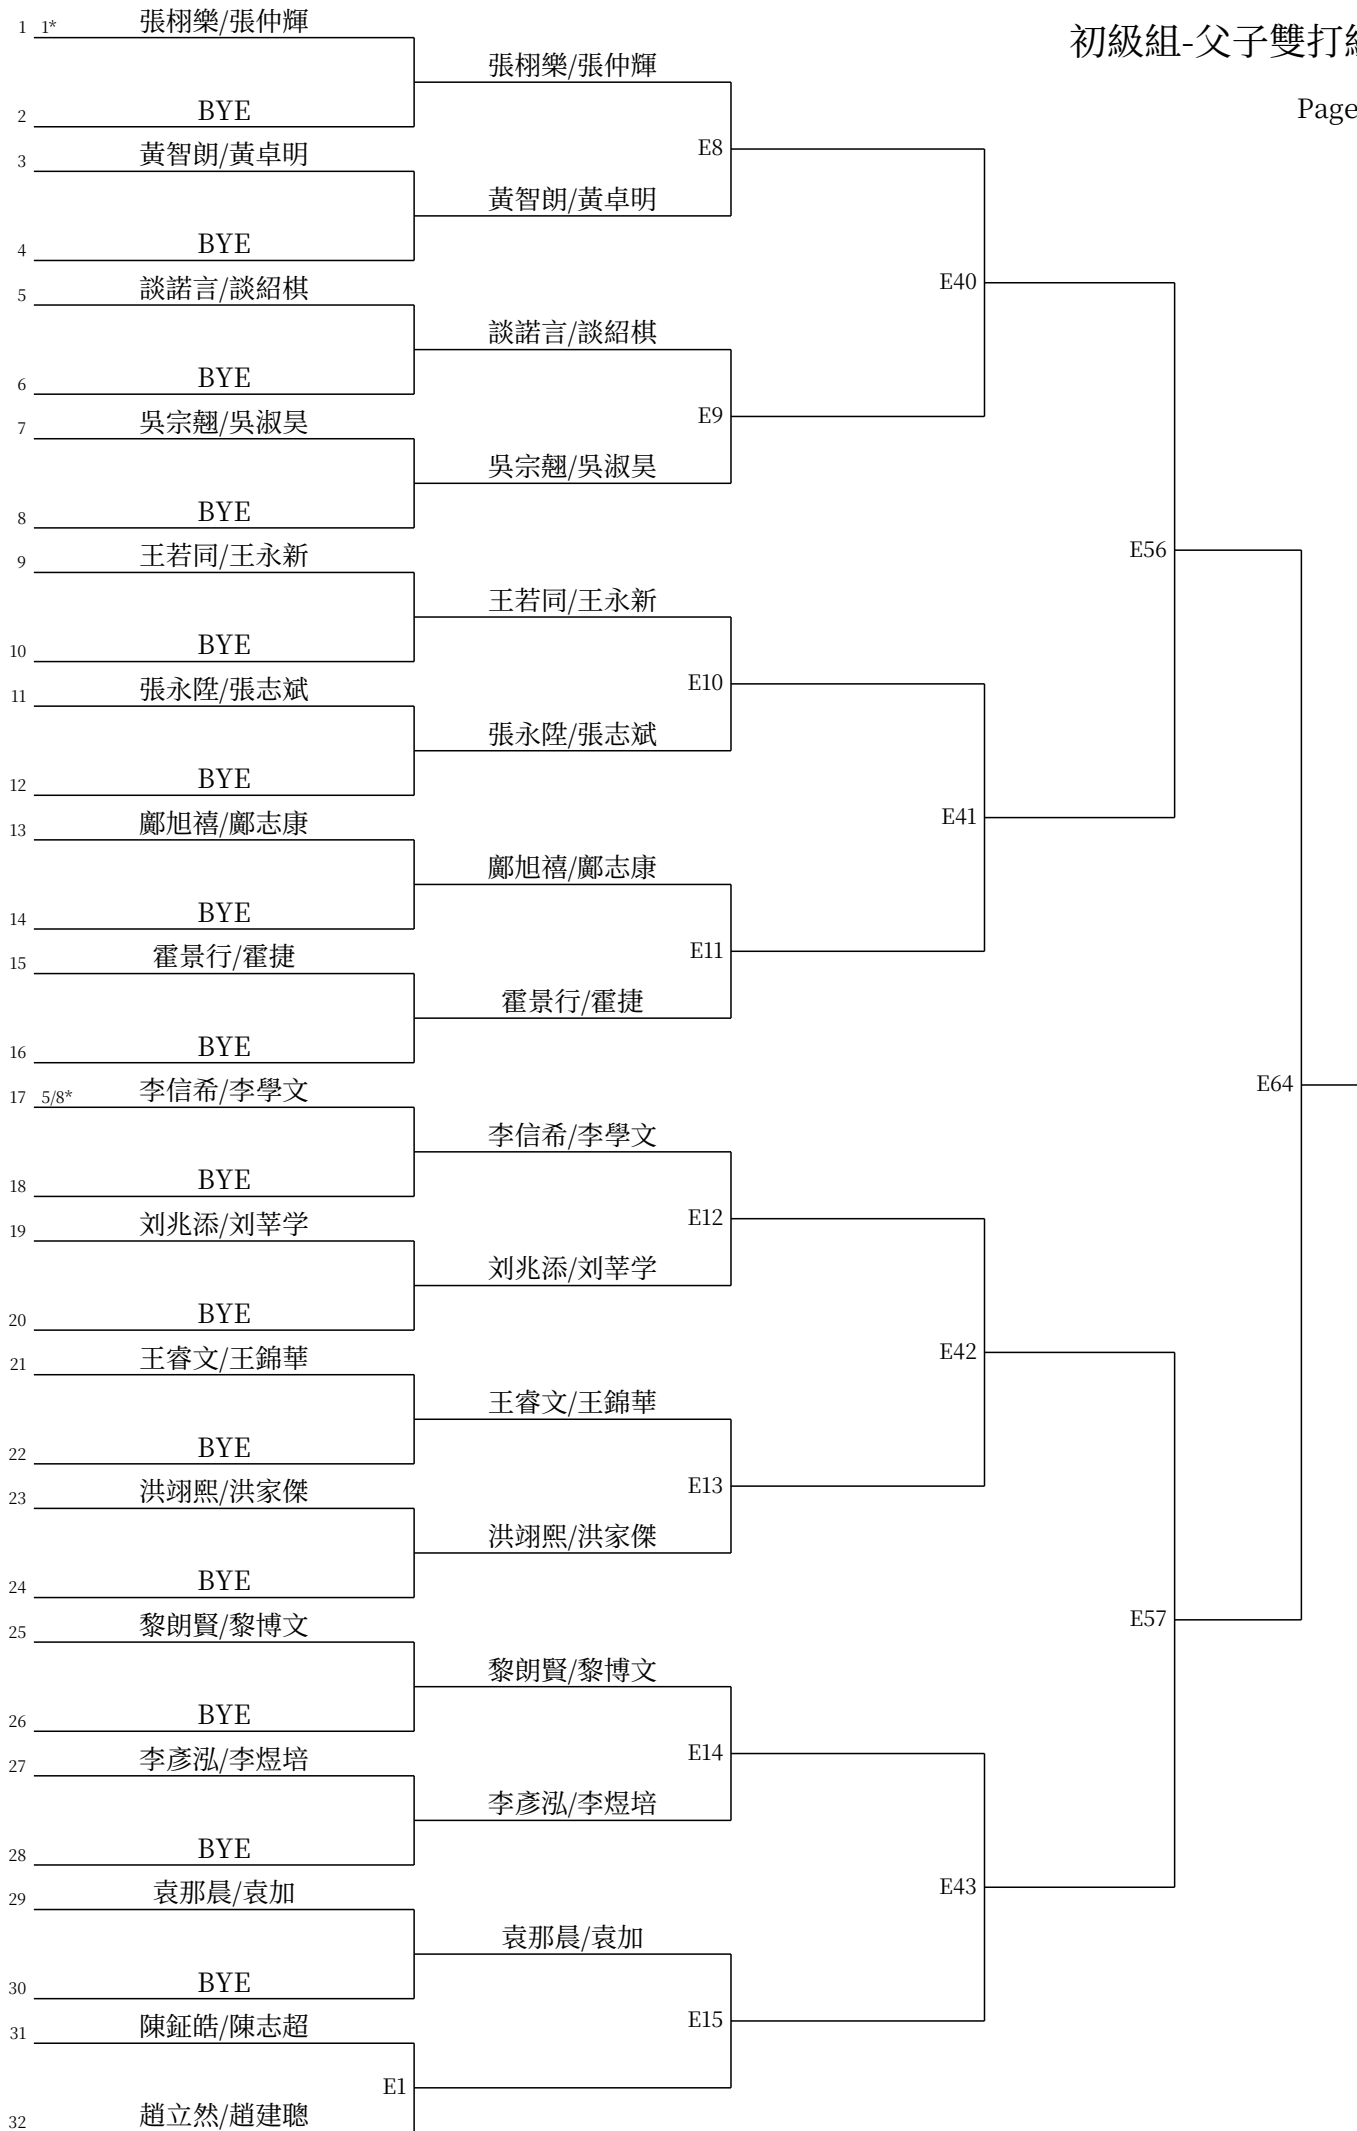 初級組-父子雙打
Page
1 1* 張栩樂/張仲輝
張栩樂/張仲輝
2 BYE
3 黃智朗/黃卓明
E8
黃智朗/黃卓明
4 BYE
E40
5 談諾言/談紹棋
談諾言/談紹棋
6 BYE
E9
7 吳宗翹/吳淑昊
吳宗翹/吳淑昊
8 BYE
E56
9 王若同/王永新
王若同/王永新
10 BYE
E10
11 張永陞/張志斌
張永陞/張志斌
12 BYE
E41
13 鄺旭禧/鄺志康
鄺旭禧/鄺志康
14 BYE
E11
15 霍景行/霍捷
霍景行/霍捷
16 BYE
E64
17 5/8* 李信希/李學文
李信希/李學文
18 BYE
E12
19 刘兆添/刘莘学
刘兆添/刘莘学
20 BYE
E42
21 王睿文/王錦華
王睿文/王錦華
22 BYE
E13
23 洪翊熙/洪家傑
洪翊熙/洪家傑
24 BYE
E57
25 黎朗賢/黎博文
黎朗賢/黎博文
26 BYE
E14
27 李彥泓/李煜培
李彥泓/李煜培
28 BYE
E43
29 袁那晨/袁加
袁那晨/袁加
30 BYE
E15
31 陳鉦皓/陳志超
E1
32 趙立然/趙建聰